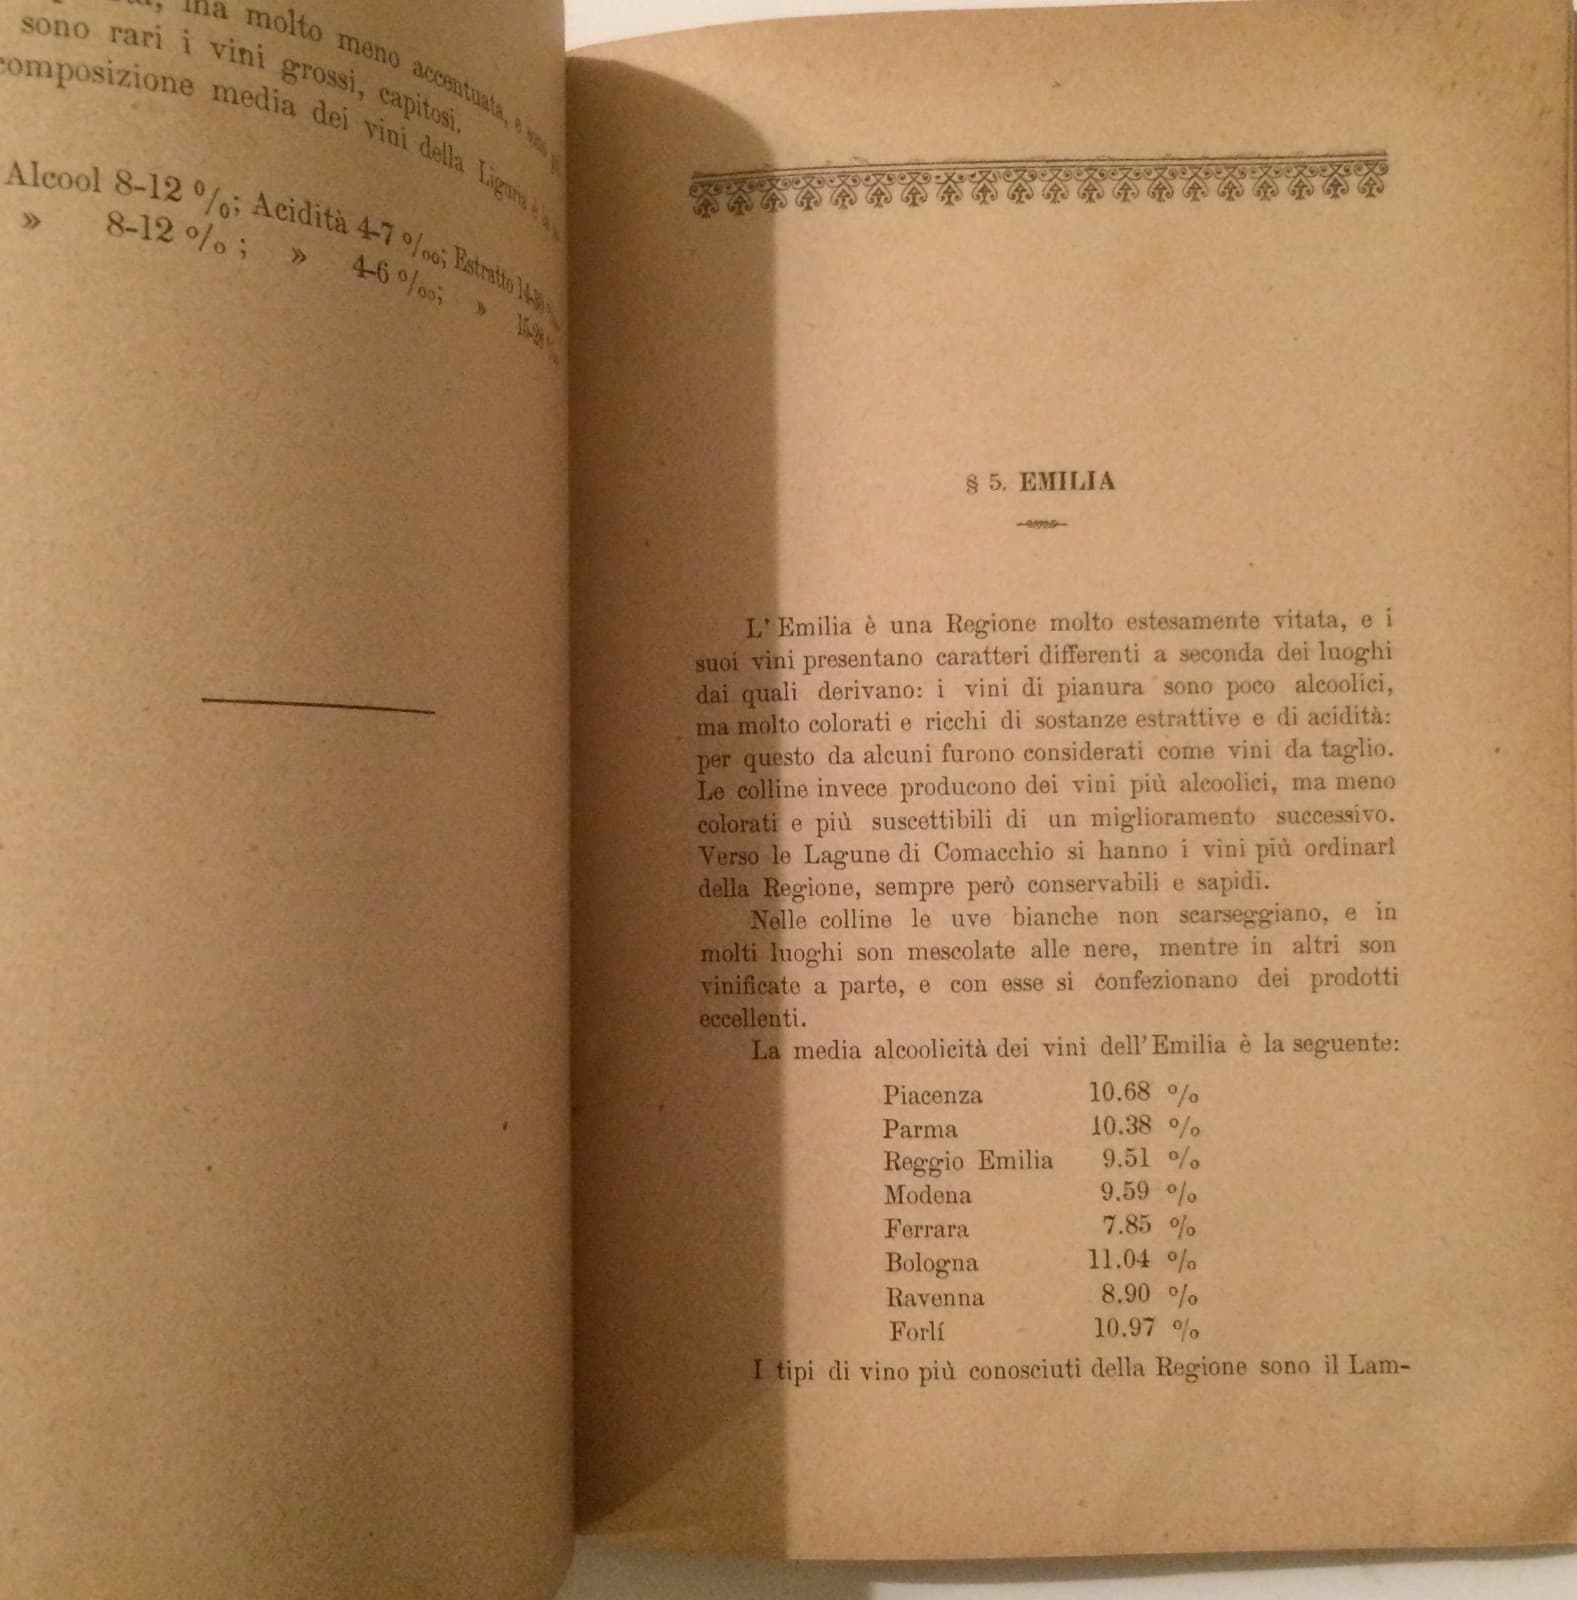 ma molto meno accentuata, e sono
sono rari i vini grossi, capitosi.
composizione media dei vini della Liguria è la
Alcool 8-12 %; Acidità 4-7 ‰; Estratto 14-30
» 8-12 %; » 4-6 ‰; » 15-28
§ 5. EMILIA
L'Emilia è una Regione molto estesamente vitata, e i
suoi vini presentano caratteri differenti a seconda dei luoghi
dai quali derivano: i vini di pianura sono poco alcoolici,
ma molto colorati e ricchi di sostanze estrattive e di acidità:
per questo da alcuni furono considerati come vini da taglio.
Le colline invece producono dei vini più alcoolici, ma meno
colorati e più suscettibili di un miglioramento successivo.
Verso le Lagune di Comacchio si hanno i vini più ordinarî
della Regione, sempre però conservabili e sapidi.
Nelle colline le uve bianche non scarseggiano, e in
molti luoghi son mescolate alle nere, mentre in altri son
vinificate a parte, e con esse si confezionano dei prodotti
eccellenti.
La media alcoolicità dei vini dell'Emilia è la seguente:
Piacenza 10.68 %
Parma 10.38 %
Reggio Emilia 9.51 %
Modena 9.59 %
Ferrara 7.85 %
Bologna 11.04 %
Ravenna 8.90 %
Forlí 10.97 %
I tipi di vino più conosciuti della Regione sono il Lam-